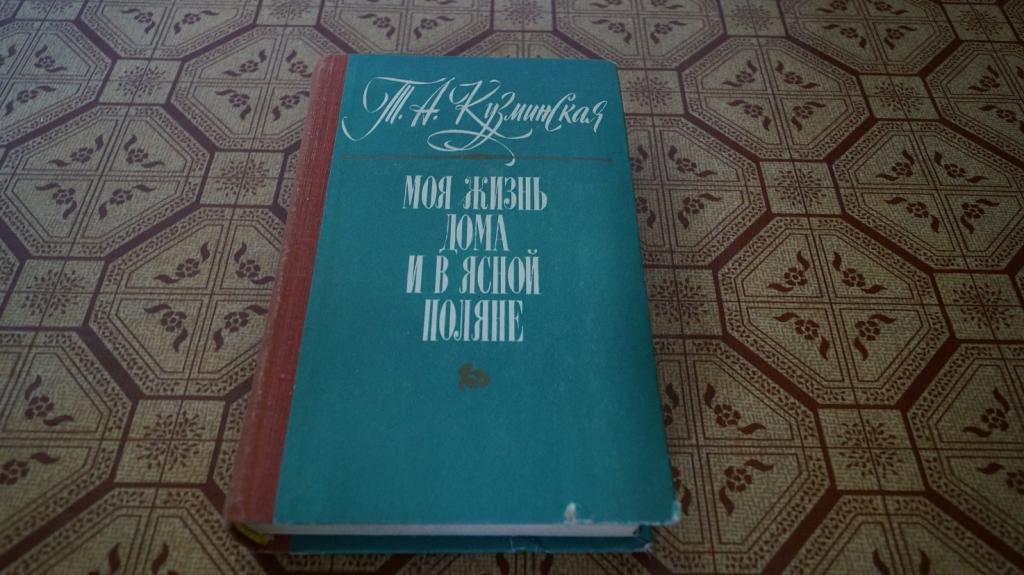 Т. А. Кузминская
МОЯ ЖИЗНЬ
ДОМА
И В ЯСНОЙ
ПОЛЯНЕ